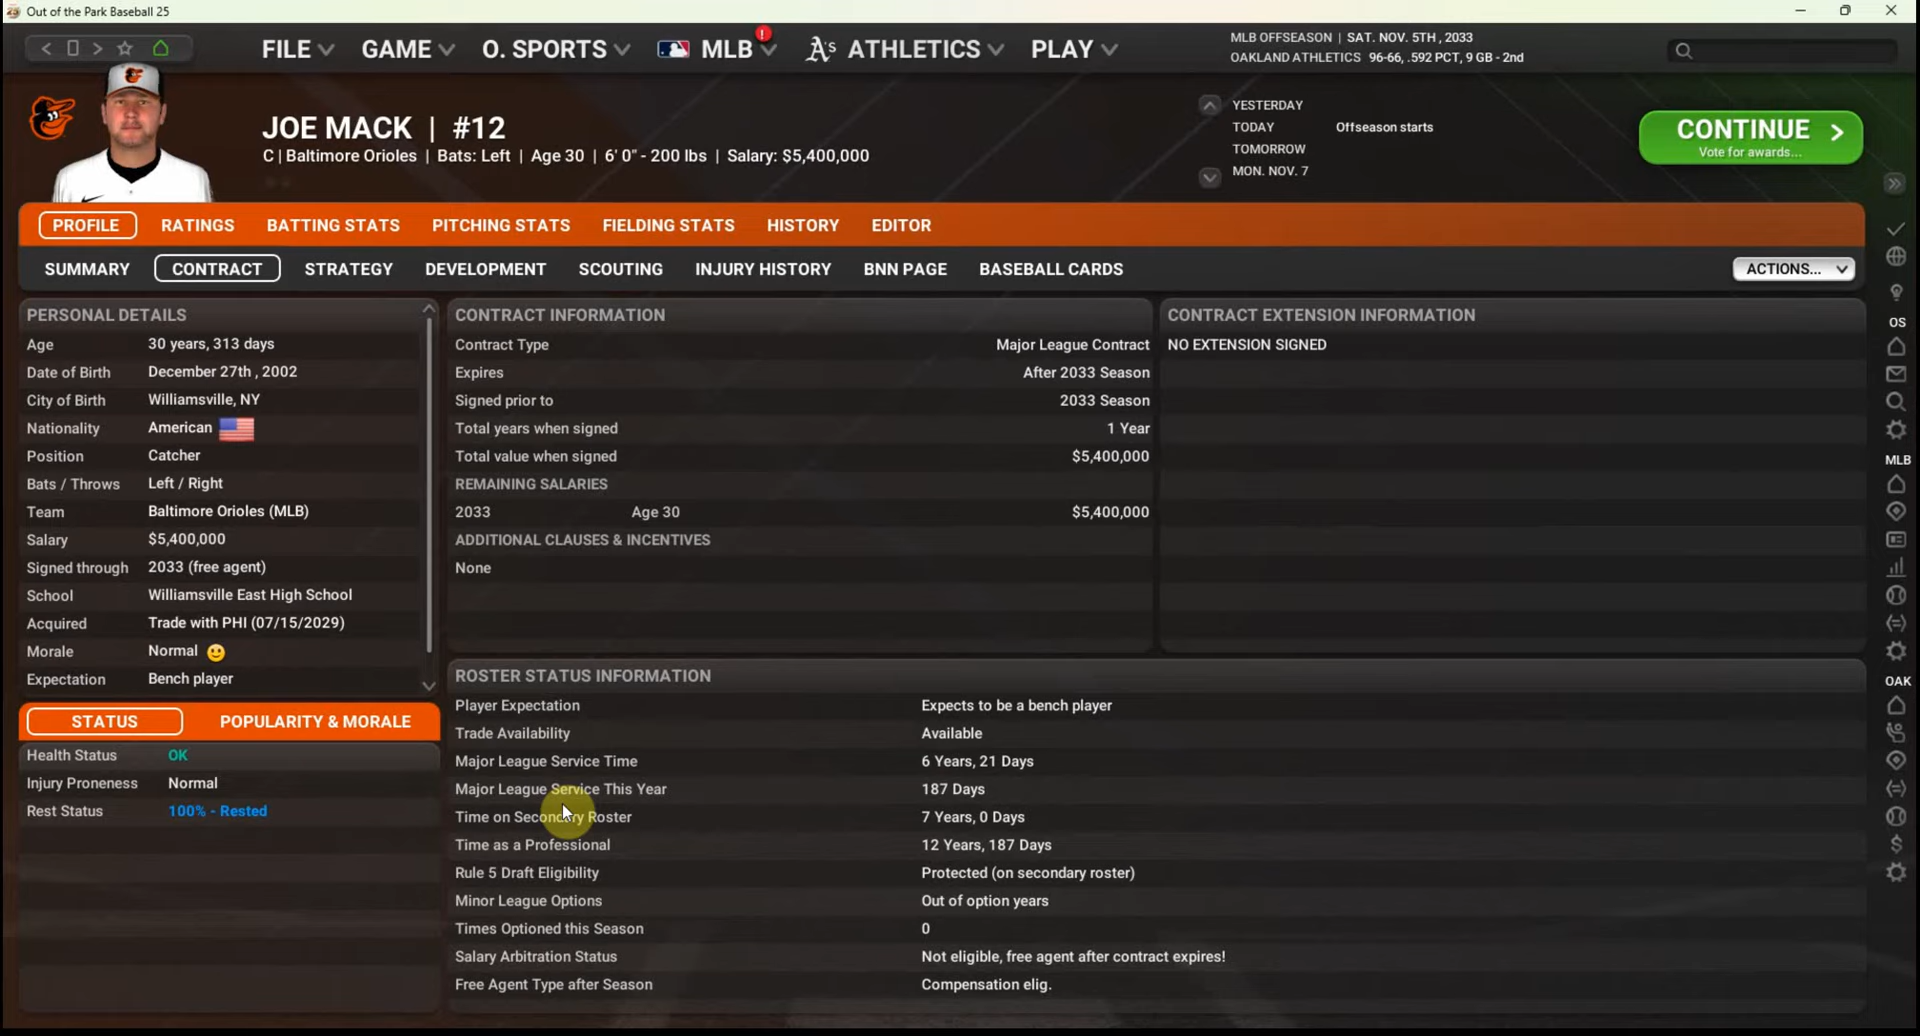 Out of the Park Baseball 25
FILE GAME O. SPORTS MLB ! A's ATHLETICS PLAY
MLB OFFSEASON | SAT. NOV. 5TH , 2033
OAKLAND ATHLETICS 96-66, .592 PCT, 9 GB - 2nd
JOE MACK | #12
C | Baltimore Orioles | Bats: Left | Age 30 | 6' 0" - 200 lbs | Salary: $5,400,000
YESTERDAY
TODAY Offseason starts
TOMORROW
MON. NOV. 7
CONTINUE
Vote for awards...
PROFILE RATINGS BATTING STATS PITCHING STATS FIELDING STATS HISTORY EDITOR
SUMMARY CONTRACT STRATEGY DEVELOPMENT SCOUTING INJURY HISTORY BNN PAGE BASEBALL CARDS ACTIONS...
PERSONAL DETAILS
Age 30 years, 313 days
Date of Birth December 27th , 2002
City of Birth Williamsville, NY
Nationality American
Position Catcher
Bats / Throws Left / Right
Team Baltimore Orioles (MLB)
Salary $5,400,000
Signed through 2033 (free agent)
School Williamsville East High School
Acquired Trade with PHI (07/15/2029)
Morale Normal
Expectation Bench player
STATUS POPULARITY & MORALE
Health Status OK
Injury Proneness Normal
Rest Status 100% - Rested
CONTRACT INFORMATION
Contract Type Major League Contract
Expires After 2033 Season
Signed prior to 2033 Season
Total years when signed 1 Year
Total value when signed $5,400,000
REMAINING SALARIES
2033 Age 30 $5,400,000
ADDITIONAL CLAUSES & INCENTIVES
None
CONTRACT EXTENSION INFORMATION
NO EXTENSION SIGNED
ROSTER STATUS INFORMATION
Player Expectation Expects to be a bench player
Trade Availability Available
Major League Service Time 6 Years, 21 Days
Major League Service This Year 187 Days
Time on Secondary Roster 7 Years, 0 Days
Time as a Professional 12 Years, 187 Days
Rule 5 Draft Eligibility Protected (on secondary roster)
Minor League Options Out of option years
Times Optioned this Season 0
Salary Arbitration Status Not eligible, free agent after contract expires!
Free Agent Type after Season Compensation elig.
OS
MLB
OAK